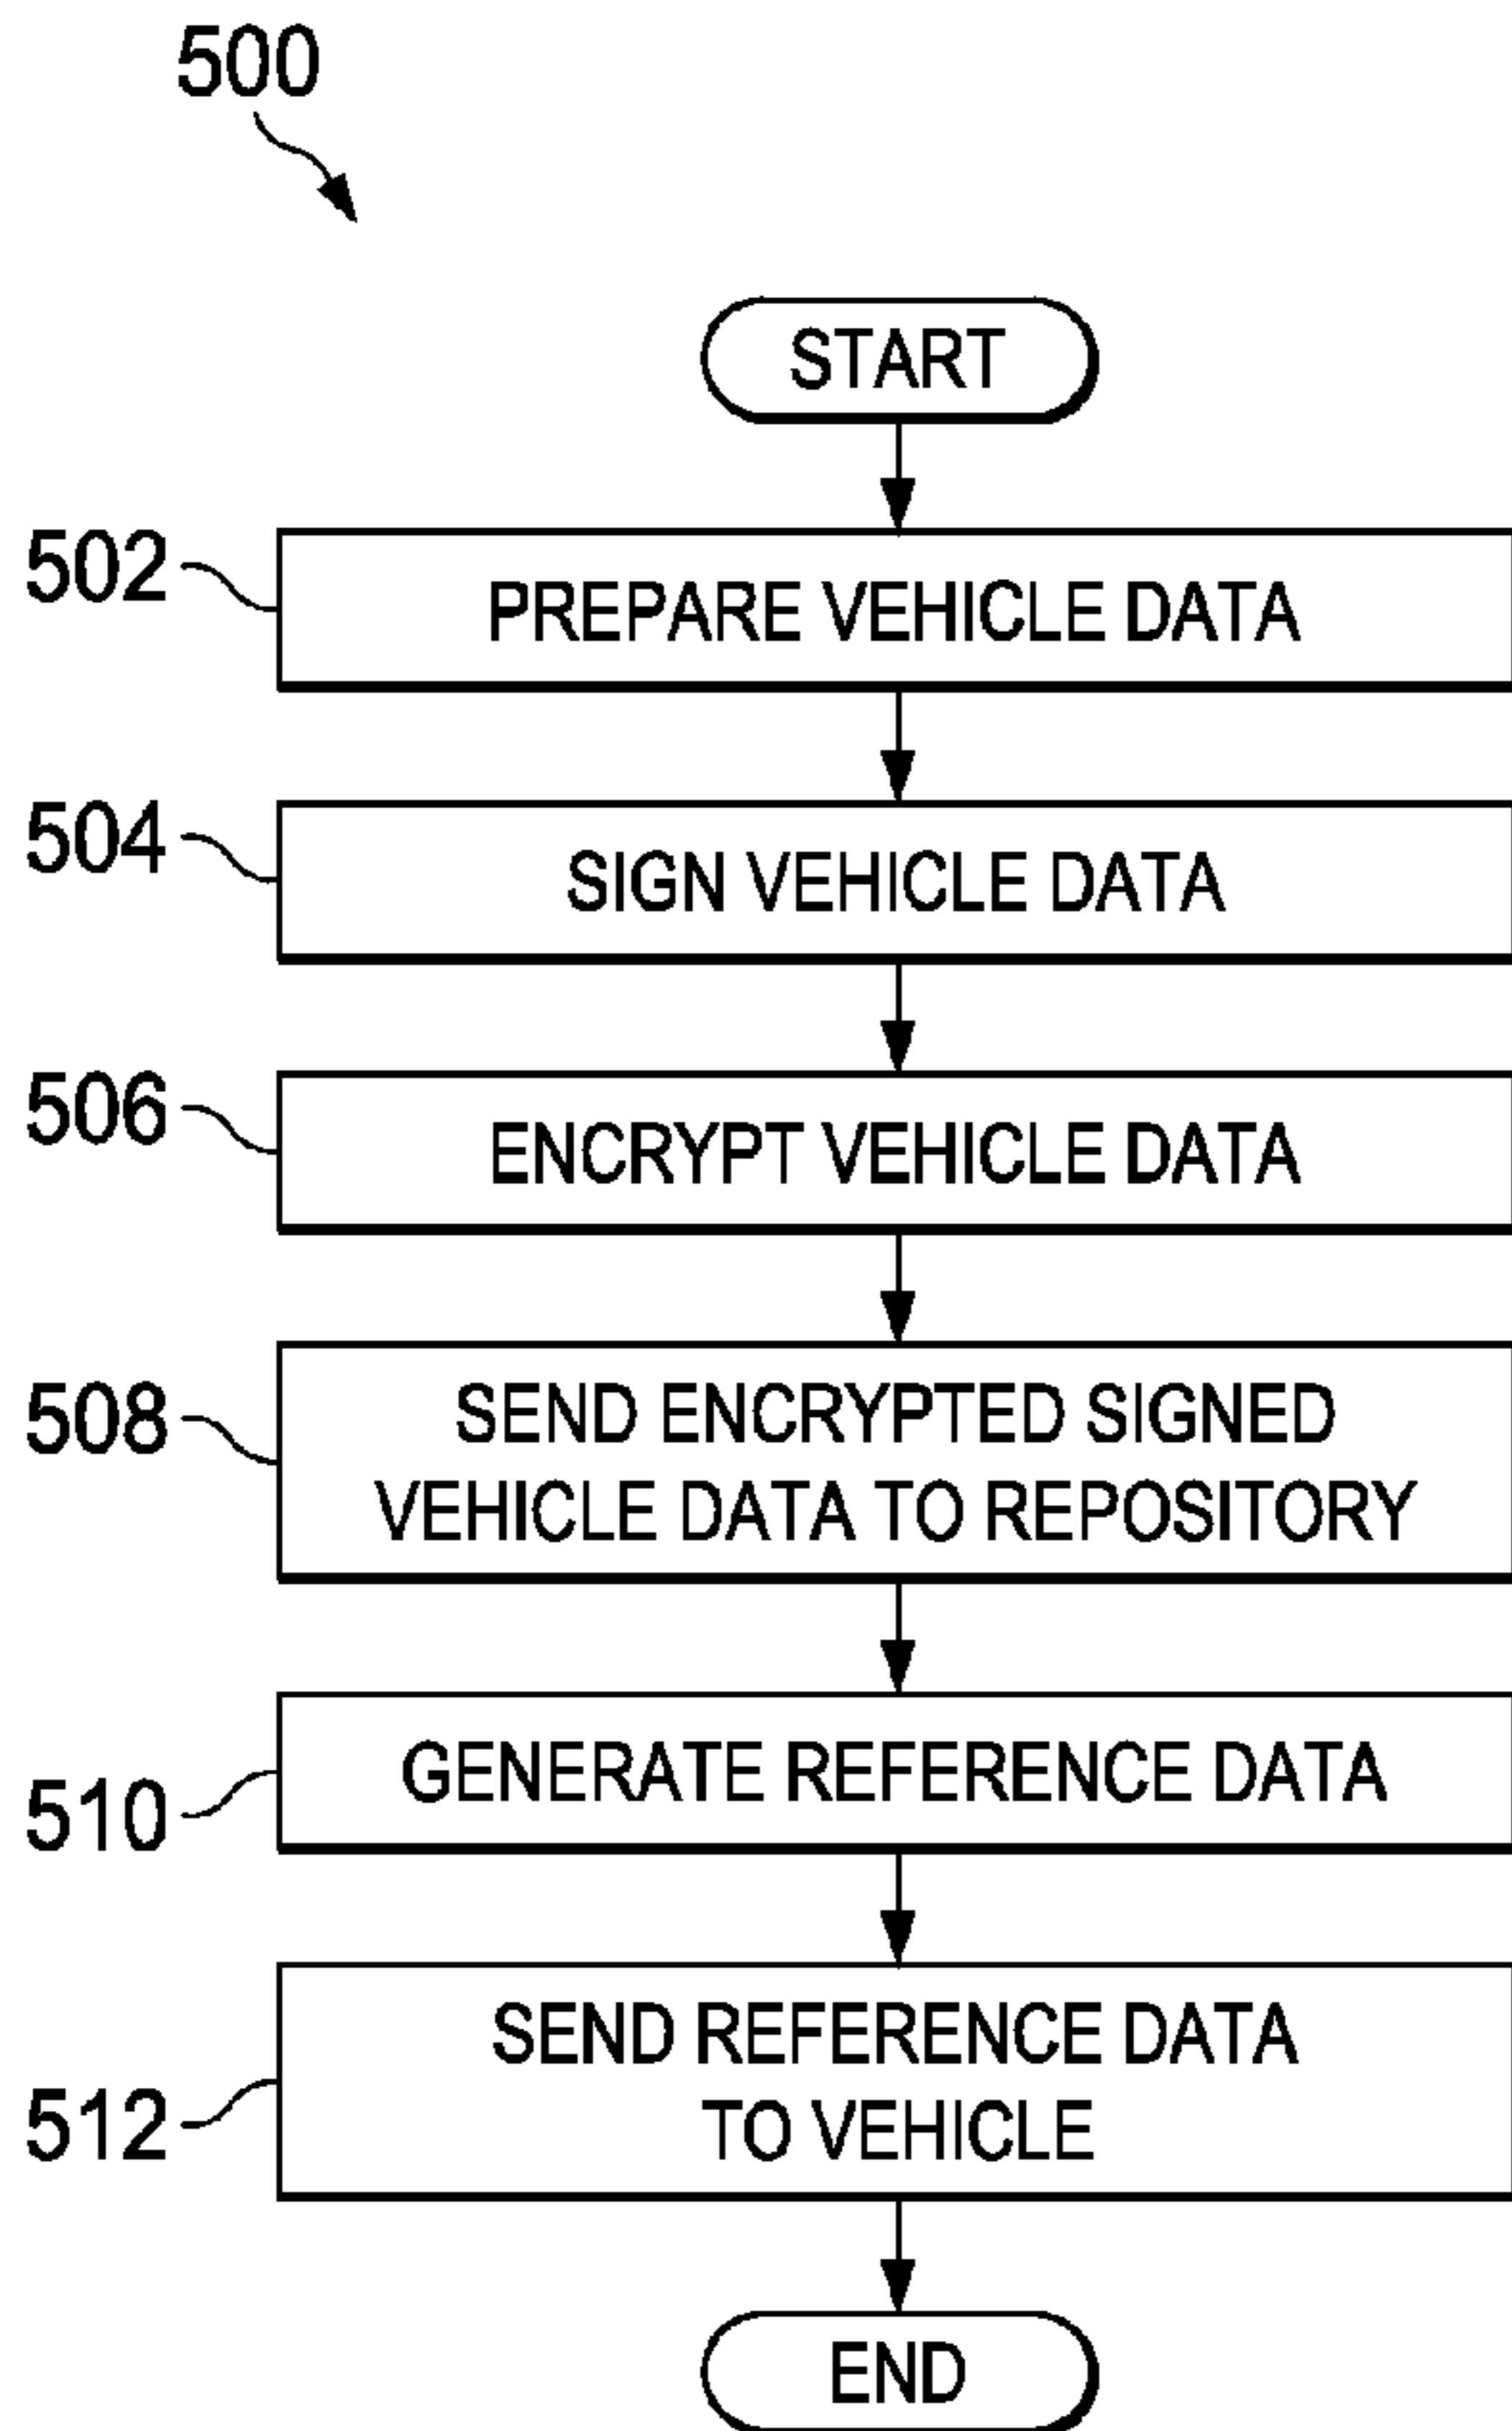 500
START
502
PREPARE VEHICLE DATA
504
SIGN VEHICLE DATA
506
ENCRYPT VEHICLE DATA
508
SEND ENCRYPTED SIGNED
VEHICLE DATA TO REPOSITORY
510
GENERATE REFERENCE DATA
512
SEND REFERENCE DATA
TO VEHICLE
END